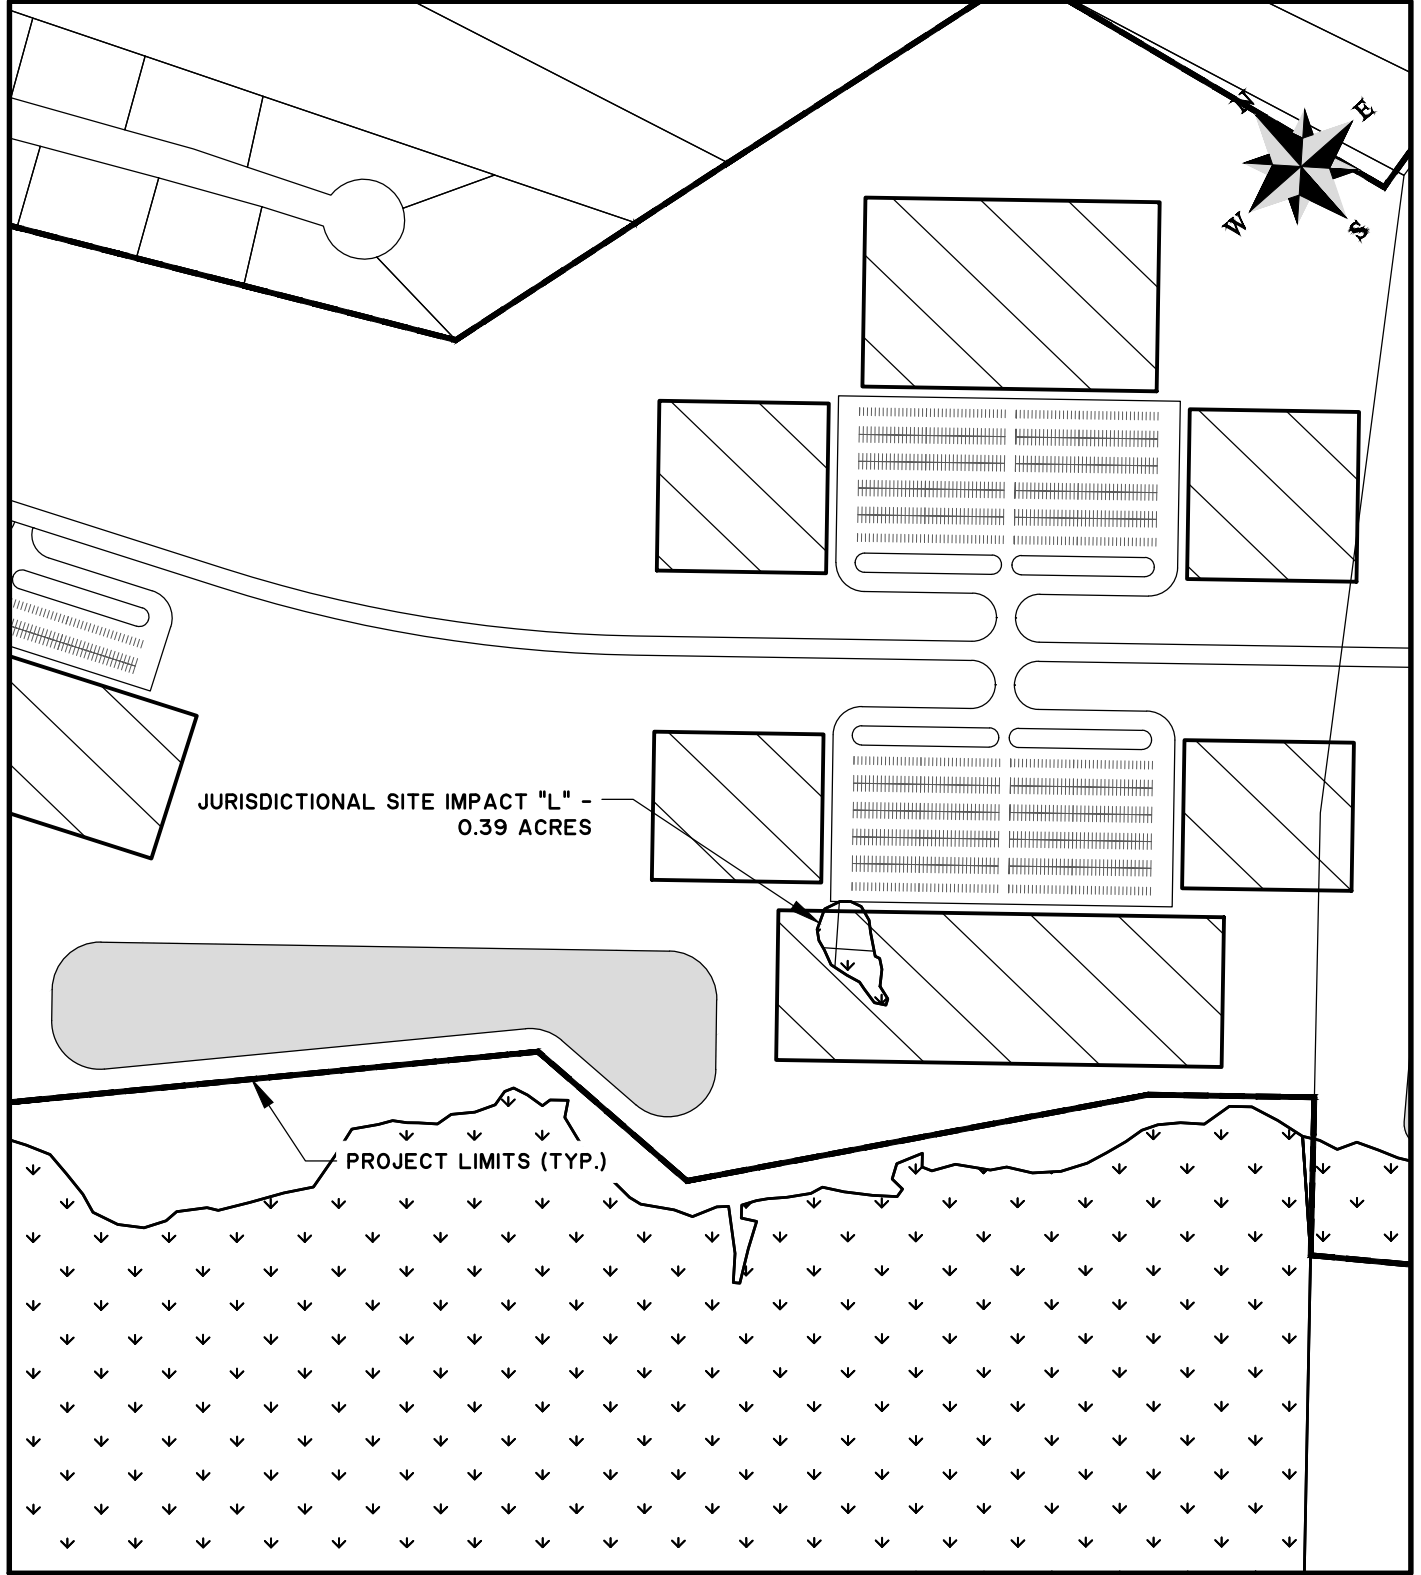 N
E
W
S
JURISDICTIONAL SITE IMPACT "L" -
0.39 ACRES
PROJECT LIMITS (TYP.)